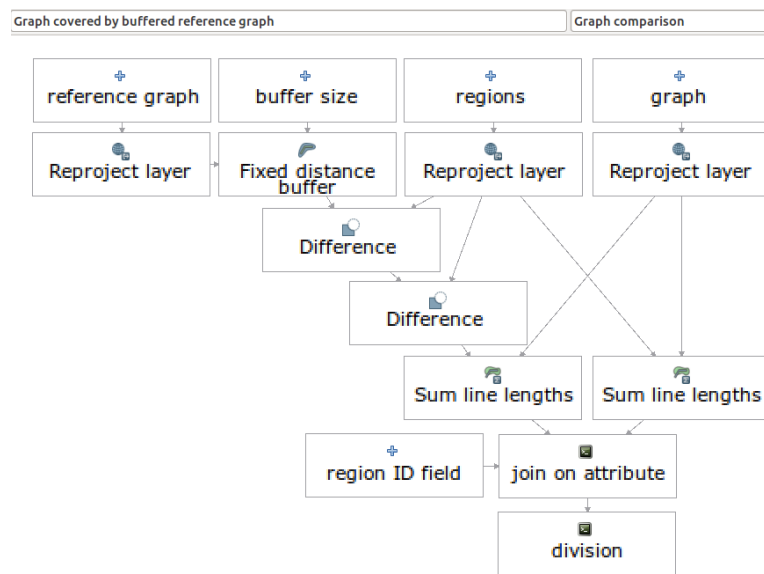 Graph covered by buffered reference graph
Graph comparison
reference graph
buffer size
regions
graph
Reproject layer
Fixed distance
buffer
Reproject layer
Reproject layer
Difference
Difference
Sum line lengths
Sum line lengths
region ID field
join on attribute
division